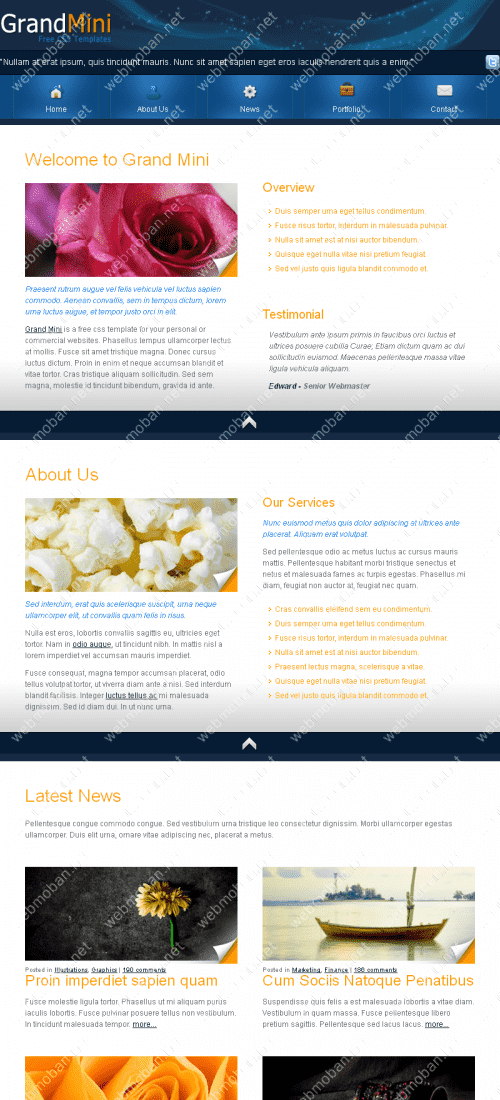 GrandMini
Free CSS Templates
"Nullam at erat ipsum, quis tincidunt mauris. Nunc sit amet sapien eget eros iaculis hendrerit quis a enim."
Home
About Us
News
Portfolio
Contact
Welcome to Grand Mini
Praesent rutrum augue vel felis vehicula vel luctus sapien
commodo. Aenean convallis, sem in tempus dictum, lorem
urna luctus augue, et tempor justo orci in elit.
Grand Mini is a free css template for your personal or
commercial websites. Phasellus tempus ullamcorper lectus
at mollis. Fusce sit amet tristique magna. Donec cursus
luctus dictum. Proin in enim et neque accumsan blandit et
vitae tortor. Cras tristique aliquam sollicitudin. Sed sem
magna, molestie id tincidunt bibendum, gravida id ante.
Overview
Duis semper urna eget tellus condimentum.
Fusce risus tortor, interdum in malesuada pulvinar.
Nulla sit amet est at nisi auctor bibendum.
Quisque eget nulla vitae nisi pretium feugiat.
Sed vel justo quis ligula blandit commodo et.
Testimonial
Vestibulum ante ipsum primis in faucibus orci luctus et
ultrices posuere cubilia Curae; Etiam dictum quam ac dui
sollicitudin euismod. Maecenas pellentesque massa vitae
ligula vehicula aliquam.
Edward - Senior Webmaster
About Us
Sed interdum, erat quis scelerisque suscipit, urna neque
ullamcorper elit, ut convallis quam felis in risus.
Nulla est eros, lobortis convallis sagittis eu, ultricies eget
tortor. Nam in odio augue, ut tincidunt nibh. In mattis nisl a
lorem imperdiet vel accumsan mauris imperdiet.
Fusce consequat, magna tempor accumsan placerat, odio
tellus volutpat tortor, ut viverra diam ante a nisi. Sed interdum
blandit facilisis. Integer luctus tellus ac mi malesuada
dignissim. Sed id diam dui. In ut nunc urna.
Our Services
Nunc euismod metus quis dolor adipiscing at ultrices ante
placerat. Aliquam erat volutpat.
Sed pellentesque odio ac metus luctus ac cursus mauris
mattis. Pellentesque habitant morbi tristique senectus et
netus et malesuada fames ac turpis egestas. Phasellus mi
diam, feugiat non auctor at, feugiat nec quam.
Cras convallis eleifend sem eu condimentum.
Duis semper urna eget tellus condimentum.
Fusce risus tortor, interdum in malesuada pulvinar.
Nulla sit amet est at nisi auctor bibendum.
Praesent lectus magna, scelerisque a vitae.
Quisque eget nulla vitae nisi pretium feugiat.
Sed vel justo quis ligula blandit commodo et.
Latest News
Pellentesque congue commodo congue. Sed vestibulum urna tristique leo consectetur dignissim. Morbi ullamcorper egestas
ullamcorper. Duis elit urna, ornare vitae adipiscing nec, placerat a metus.
Posted in Illustrations, Graphics | 190 comments
Proin imperdiet sapien quam
Fusce molestie ligula tortor. Phasellus ut mi aliquam purus
iaculis lobortis. Fusce pulvinar posuere tellus non vestibulum.
In tincidunt malesuada tempor. more...
Posted in Marketing, Finance | 180 comments
Cum Sociis Natoque Penatibus
Suspendisse quis felis a est malesuada lobortis a vitae diam.
Vestibulum in quam massa. Fusce pellentesque libero
pretium sagittis. Pellentesque sed lacus lacus. more...
webmoban.net